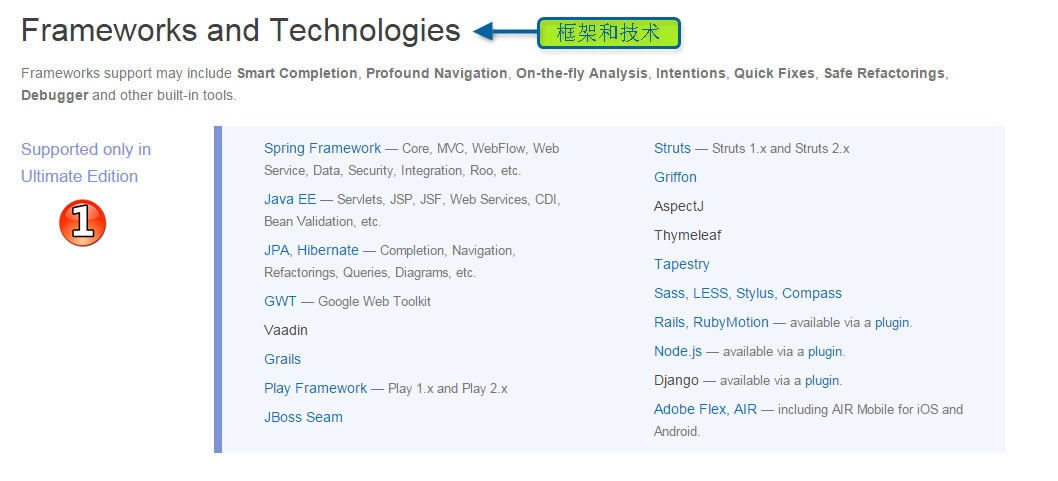 Frameworks and Technologies
框架和技术
Frameworks support may include Smart Completion, Profound Navigation, On-the-fly Analysis, Intentions, Quick Fixes, Safe Refactorings,
Debugger and other built-in tools.
Supported only in
Ultimate Edition
1
Spring Framework — Core, MVC, WebFlow, Web
Service, Data, Security, Integration, Roo, etc.
Java EE — Servlets, JSP, JSF, Web Services, CDI,
Bean Validation, etc.
JPA, Hibernate — Completion, Navigation,
Refactorings, Queries, Diagrams, etc.
GWT — Google Web Toolkit
Vaadin
Grails
Play Framework — Play 1.x and Play 2.x
JBoss Seam
Struts — Struts 1.x and Struts 2.x
Griffon
AspectJ
Thymeleaf
Tapestry
Sass, LESS, Stylus, Compass
Rails, RubyMotion — available via a plugin.
Node.js — available via a plugin.
Django — available via a plugin.
Adobe Flex, AIR — including AIR Mobile for iOS and
Android.